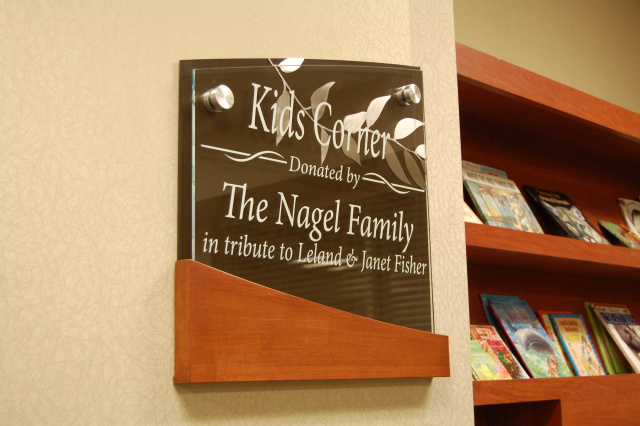 Kids Corner
Donated by
The Nagel Family
in tribute to Leland & Janet Fisher